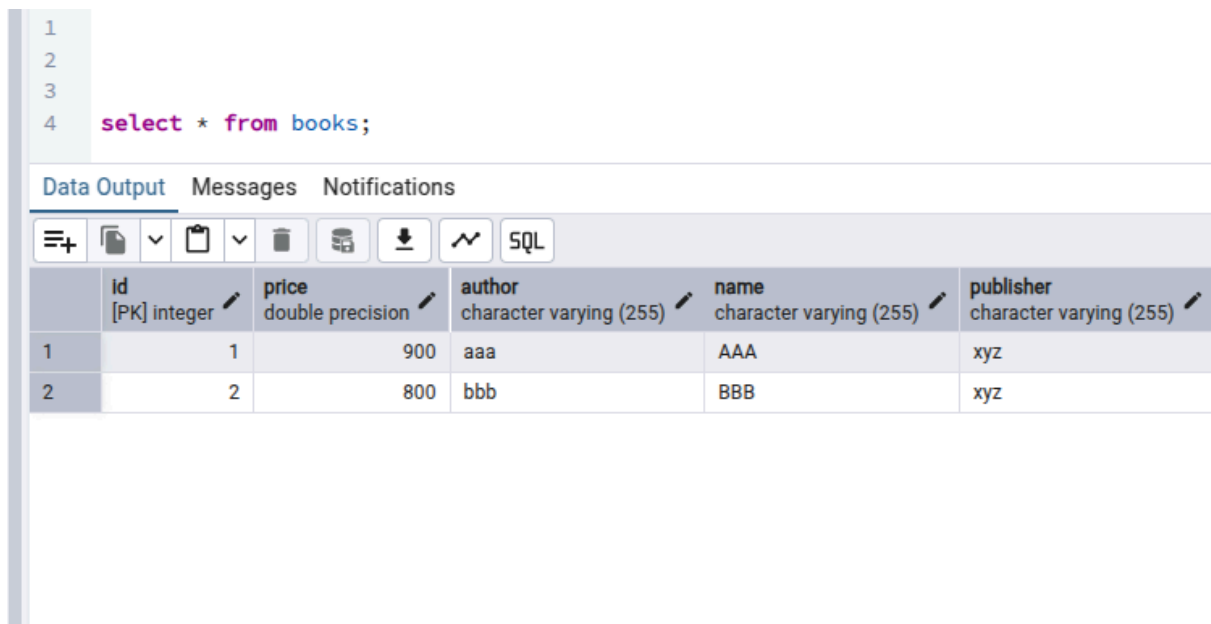 1
2
3
4 select * from books;
Data Output Messages Notifications
SQL
id price author name publisher
[PK] integer double precision character varying (255) character varying (255) character varying (255)
1 1 900 aaa AAA xyz
2 2 800 bbb BBB xyz